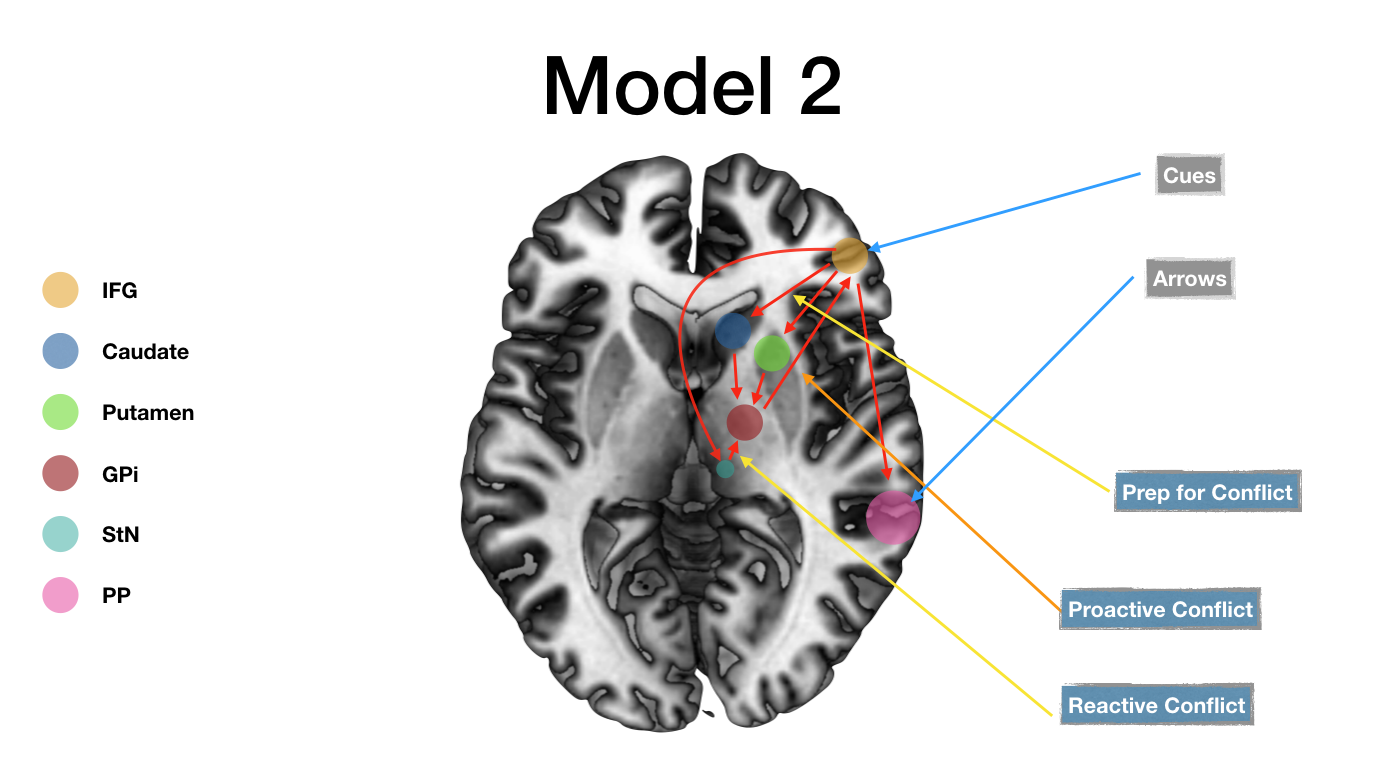 Model 2
Cues
Arrows
IFG
Caudate
Putamen
GPi
StN
PP
Prep for Conflict
Proactive Conflict
Reactive Conflict